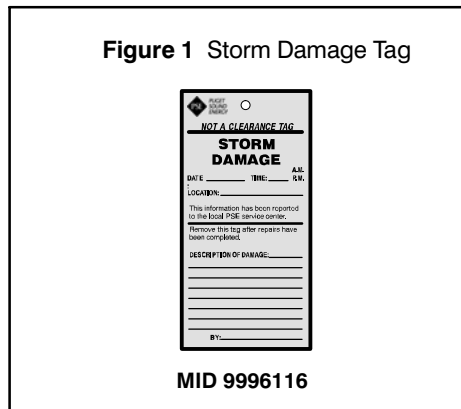 Figure 1 Storm Damage Tag
PSE
PUGET
SOUND
ENERGY
NOT A CLEARANCE TAG
STORM
DAMAGE
A.M.
DATE TIME: P.M.
:
LOCATION:
This information has been reported
to the local PSE service center.
Remove this tag after repairs have
been completed.
DESCRIPTION OF DAMAGE:
BY:
MID 9996116